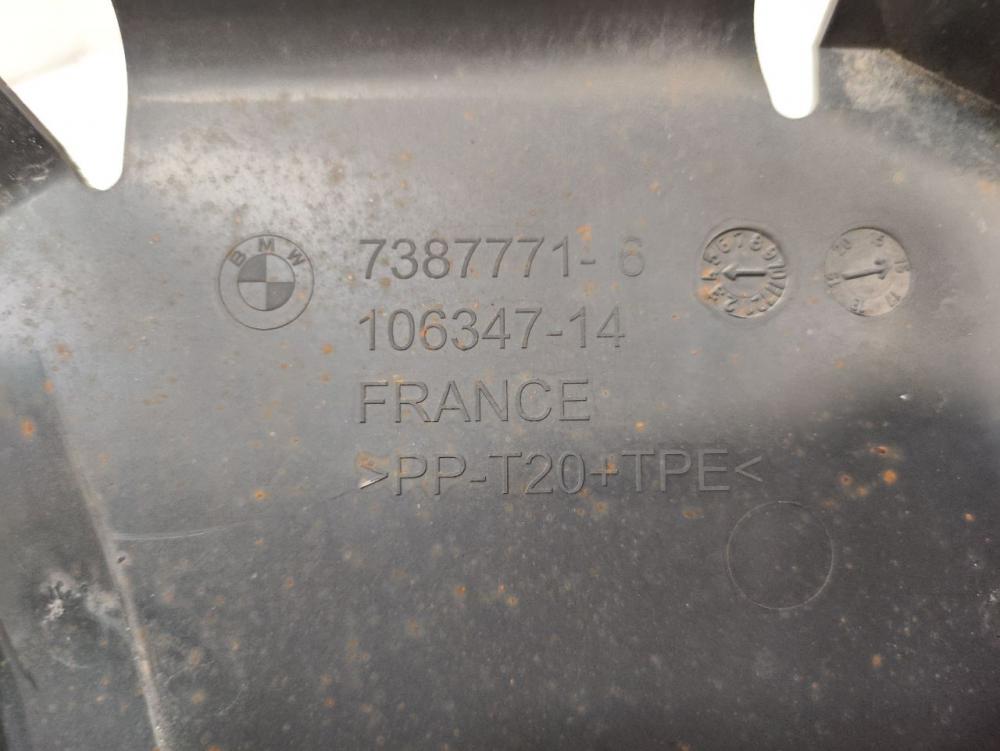 BMW
7387771- 6
106347-14
FRANCE
>PP-T20+TPE<